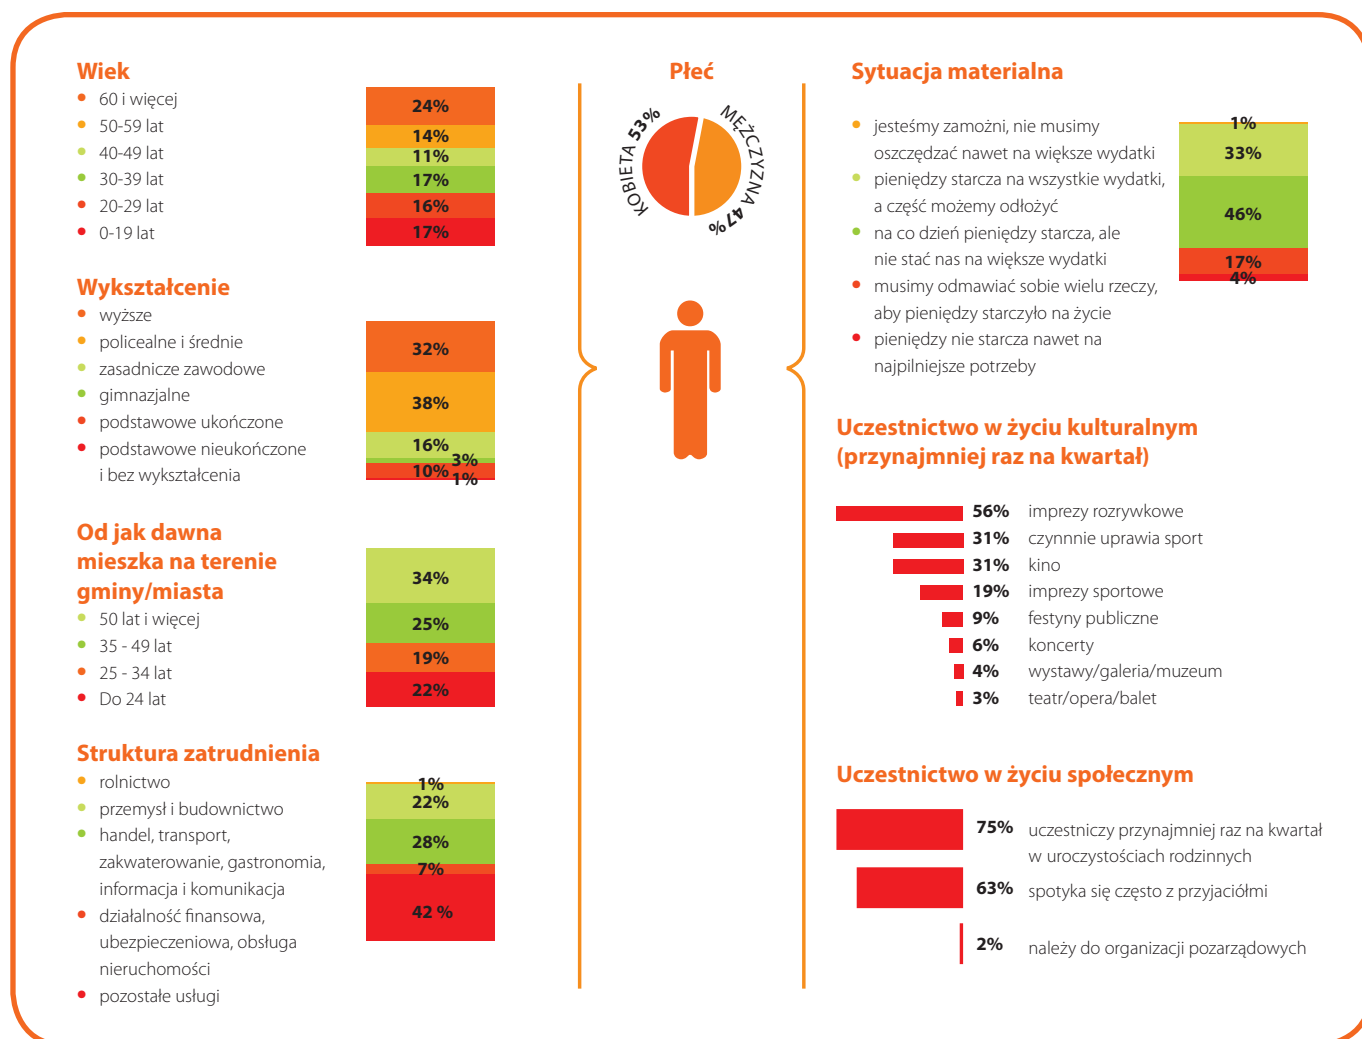 Wiek
60 i więcej
50-59 lat
40-49 lat
30-39 lat
20-29 lat
0-19 lat
24%
14%
11%
17%
16%
17%
Wykształcenie
wyższe
policealne i średnie
zasadnicze zawodowe
gimnazjalne
podstawowe ukończone
podstawowe nieukończone
i bez wykształcenia
32%
38%
16%
3%
10%
1%
Od jak dawna
mieszka na terenie
gminy/miasta
50 lat i więcej
35 - 49 lat
25 - 34 lat
Do 24 lat
34%
25%
19%
22%
Struktura zatrudnienia
rolnictwo
przemysł i budownictwo
handel, transport,
zakwaterowanie, gastronomia,
informacja i komunikacja
działalność finansowa,
ubezpieczeniowa, obsługa
nieruchomości
pozostałe usługi
1%
22%
28%
7%
42 %
Płeć
KOBIETA 53%
MĘŻCZYZNA 47%
Sytuacja materialna
jesteśmy zamożni, nie musimy
oszczędzać nawet na większe wydatki
pieniędzy starcza na wszystkie wydatki,
a część możemy odłożyć
na co dzień pieniędzy starcza, ale
nie stać nas na większe wydatki
musimy odmawiać sobie wielu rzeczy,
aby pieniędzy starczyło na życie
pieniędzy nie starcza nawet na
najpilniejsze potrzeby
1%
33%
46%
17%
4%
Uczestnictwo w życiu kulturalnym
(przynajmniej raz na kwartał)
56% imprezy rozrywkowe
31% czynnnie uprawia sport
31% kino
19% imprezy sportowe
9% festyny publiczne
6% koncerty
4% wystawy/galeria/muzeum
3% teatr/opera/balet
Uczestnictwo w życiu społecznym
75% uczestniczy przynajmniej raz na kwartał
w uroczystościach rodzinnych
63% spotyka się często z przyjaciółmi
2% należy do organizacji pozarządowych